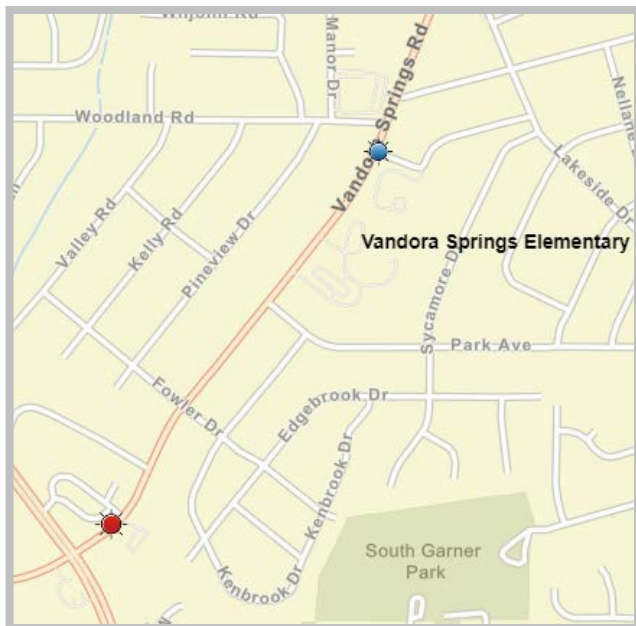 Manor Dr
Woodland Rd
Vandora Springs Rd
Lakeside Dr
Valley Rd
Kelly Rd
Pineview Dr
Vandora Springs Elementary
Sycamore D
Park Ave
Fowler Dr
Edgebrook Dr
Kenbrook Dr
Kenbrook Dr
South Garner
Park